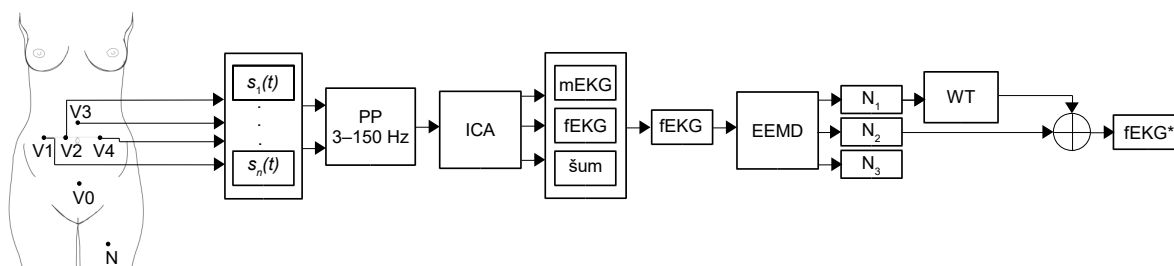 V3
V1 V2 V4
V0
N
s1(t)
.
.
.
sn(t)
PP
3–150 Hz
ICA
mEKG
fEKG
šum
fEKG
EEMD
N1
N2
N3
WT
fEKG*